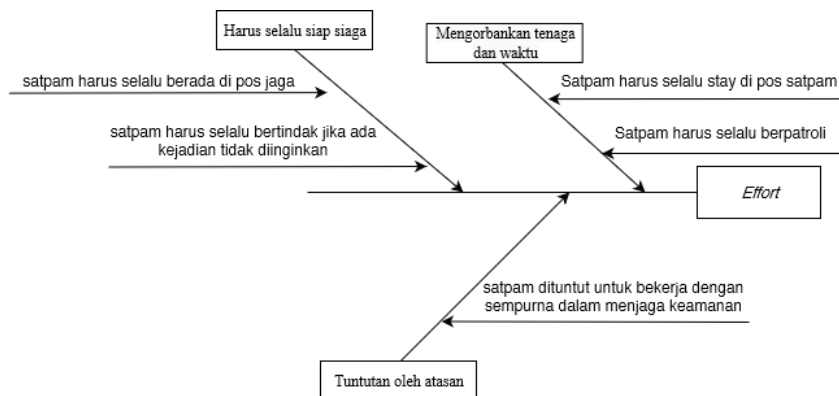 Harus selalu siap siaga
Mengorbankan tenaga
dan waktu
satpam harus selalu berada di pos jaga
Satpam harus selalu stay di pos satpam
satpam harus selalu bertindak jika ada
kejadian tidak diinginkan
Satpam harus selalu berpatroli
Effort
satpam dituntut untuk bekerja dengan
sempurna dalam menjaga keamanan
Tuntutan oleh atasan